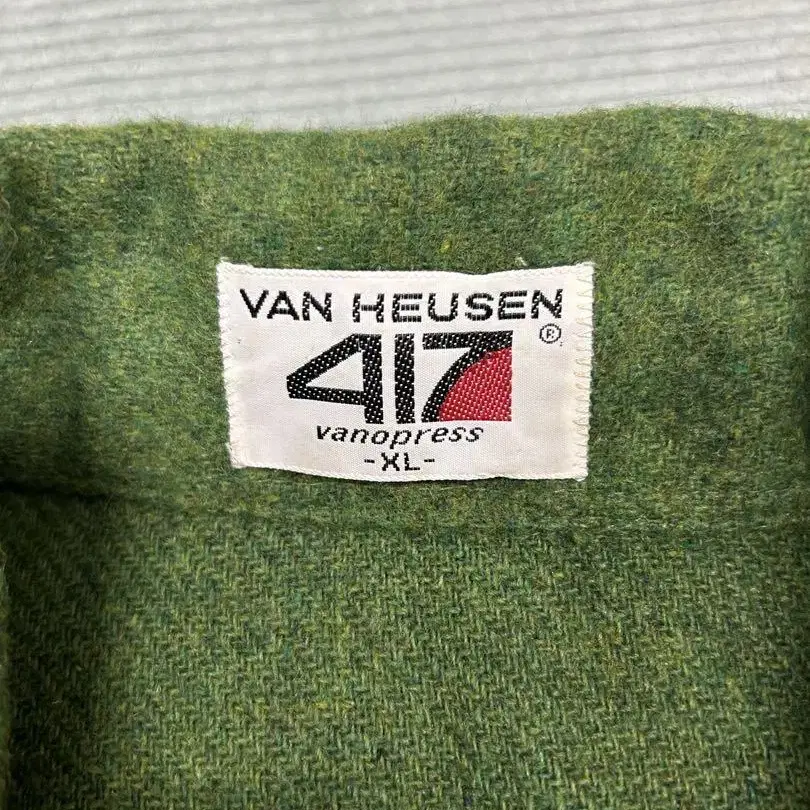 VAN HEUSEN
417®
vanopress
-XL-